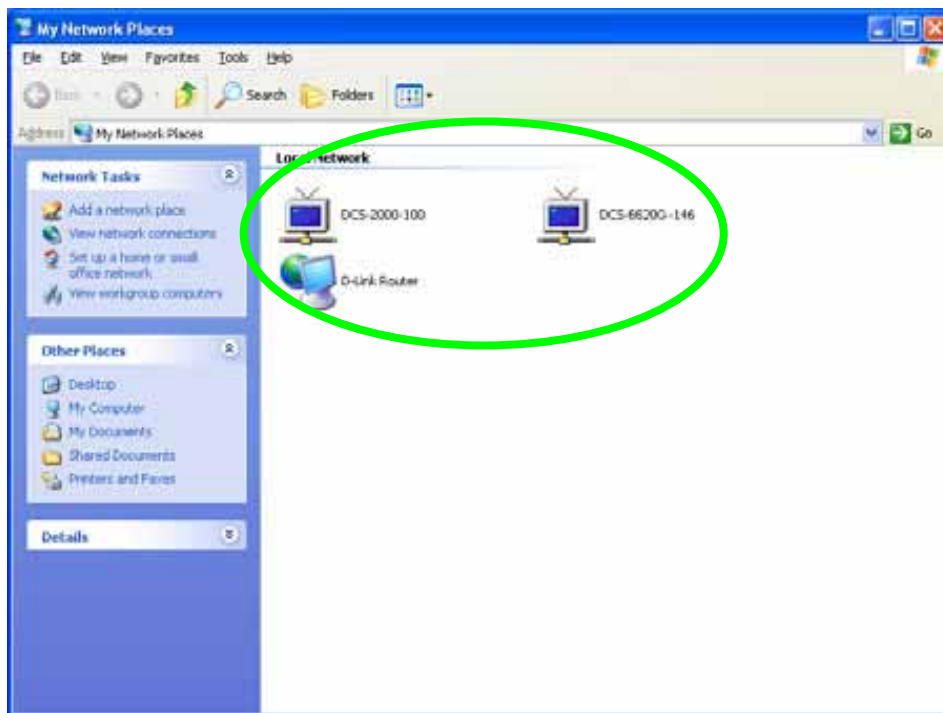 My Network Places
File Edit View Favorites Tools Help
Back Search Folders
Address My Network Places Go
Network Tasks
Add a network place
View network connections
Set up a home or small
office network
View workgroup computers
Other Places
Desktop
My Computer
My Documents
Shared Documents
Printers and Faxes
Details
Local Network
DCS-2000-100
DCS-6620G-146
D-Link Router